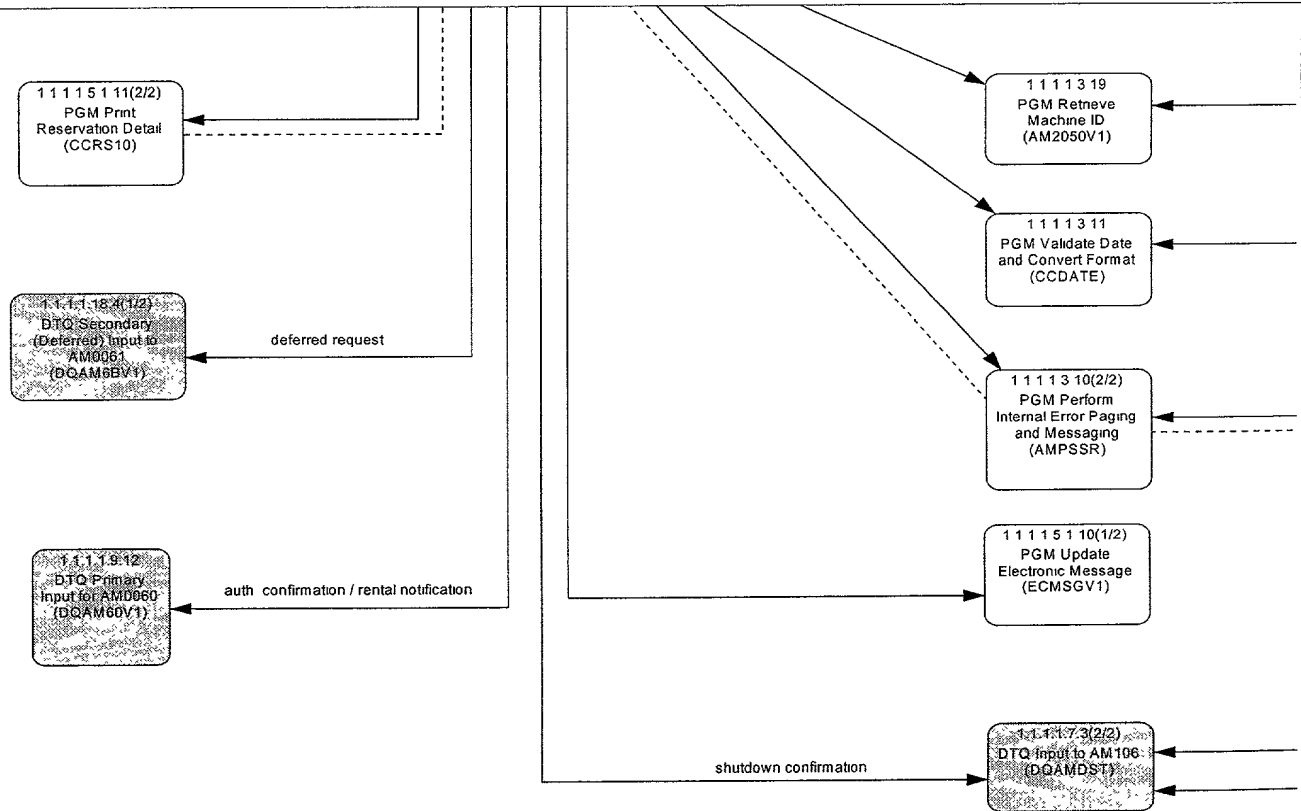 1 1 1 1 5 1 11(2/2)
PGM Print
Reservation Detail
(CCRS10)
1 1 1 1 3 19
PGM Retrieve
Machine ID
(AM2050V1)
1 1 1 1 3 11
PGM Validate Date
and Convert Format
(CCDATE)
1.1.1.1.18.4(1/2)
DTQ Secondary
(Deferred) Input to
AM0061
(DQAM6BV1)
deferred request
1 1 1 1 3 10(2/2)
PGM Perform
Internal Error Paging
and Messaging
(AMPSSR)
1 1 1 1 5 1 10(1/2)
PGM Update
Electronic Message
(ECMSGV1)
1.1.1.1.9.12
DTQ Primary
Input for AM0060
(DQAM60V1)
auth confirmation / rental notification
shutdown confirmation
1.1.1.1.7.3(2/2)
DTQ Input to AM106
(DQAMDST)